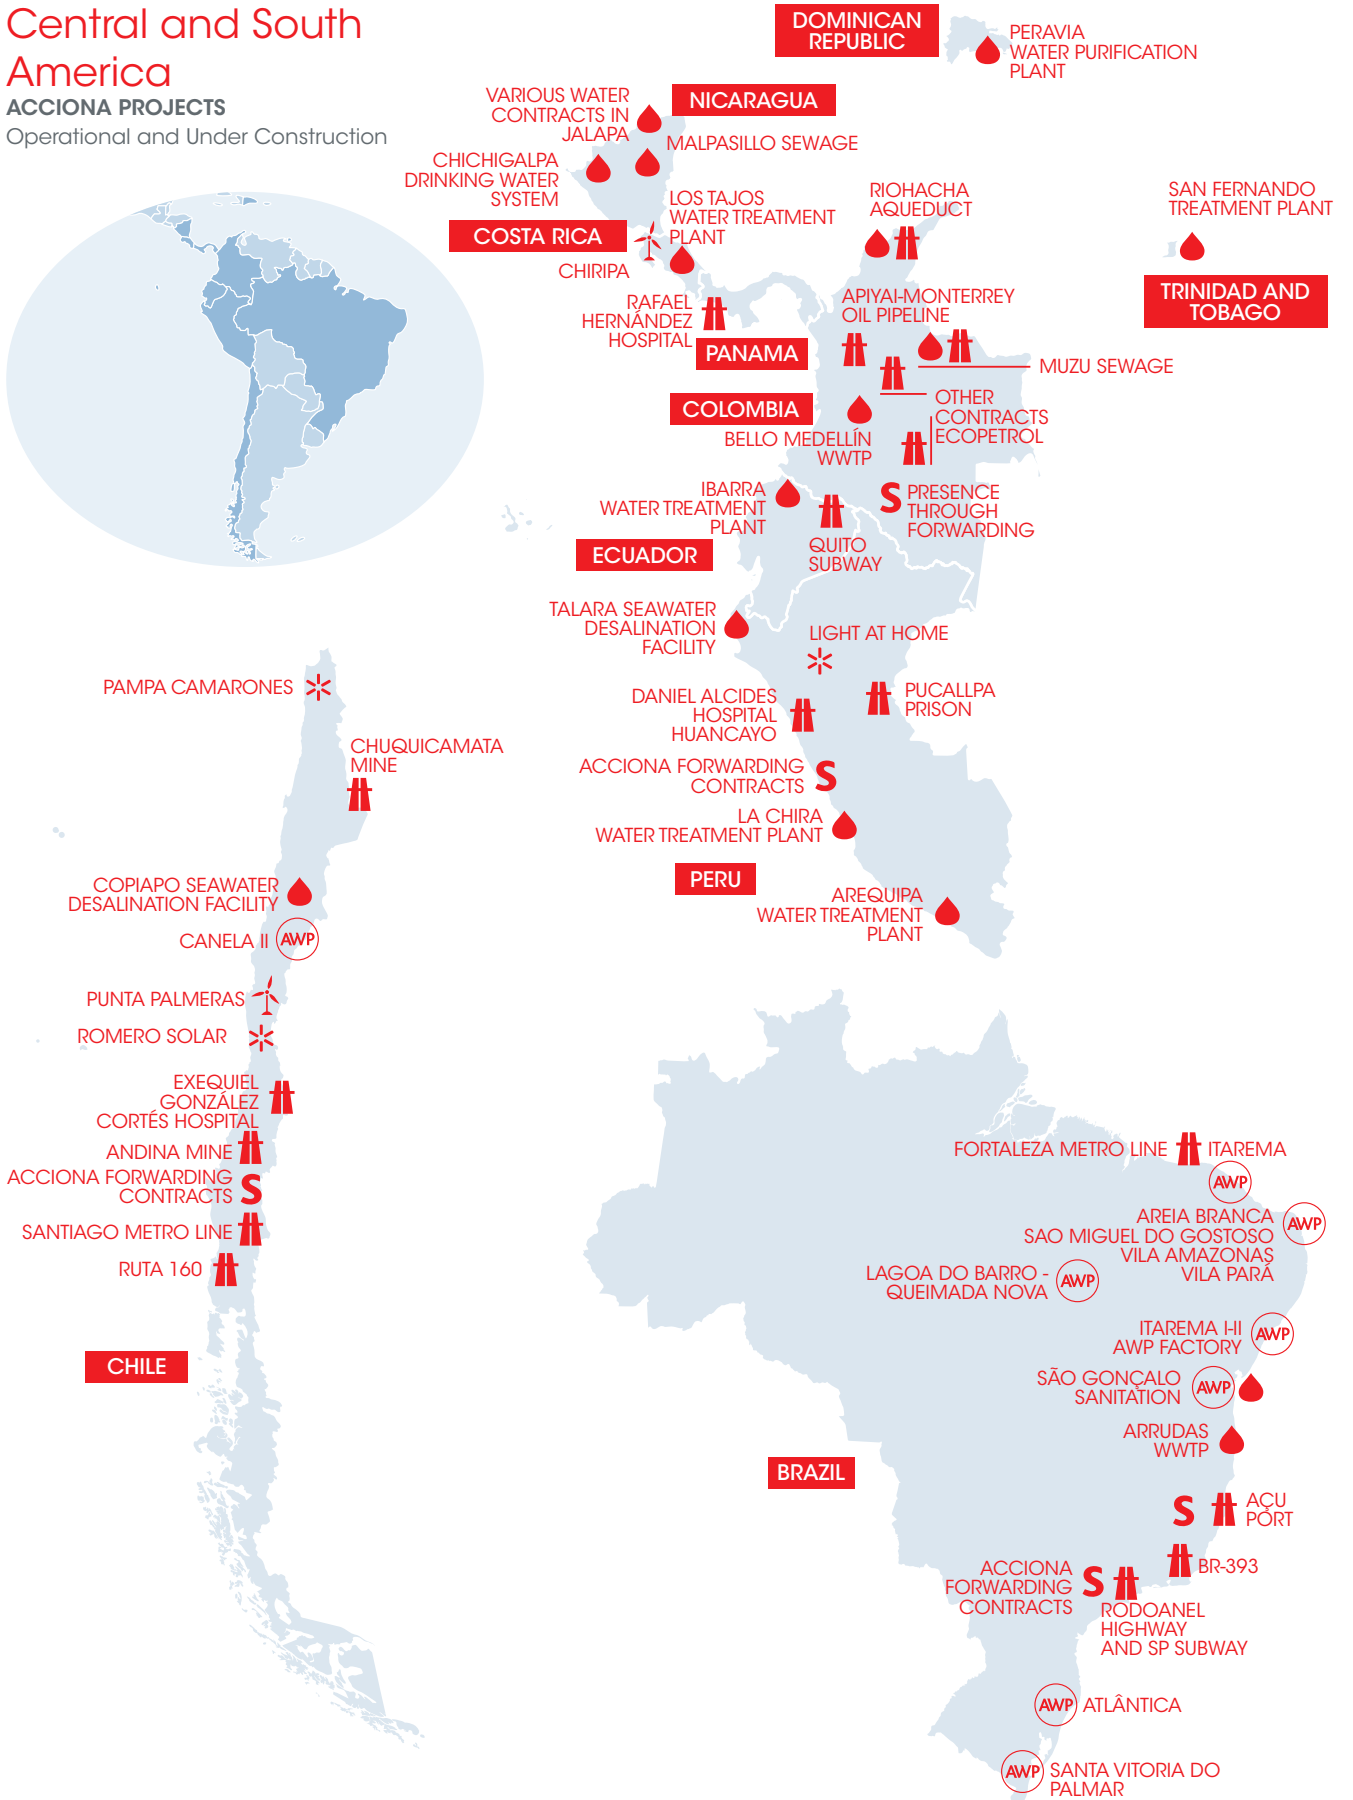 Central and South
America
ACCIONA PROJECTS
Operational and Under Construction
DOMINICAN
REPUBLIC
PERAVIA
WATER PURIFICATION
PLANT
VARIOUS WATER
CONTRACTS IN
JALAPA
NICARAGUA
MALPASILLO SEWAGE
CHICHIGALPA
DRINKING WATER
SYSTEM
LOS TAJOS
WATER TREATMENT
PLANT
COSTA RICA
CHIRIPA
RIOHACHA
AQUEDUCT
SAN FERNANDO
TREATMENT PLANT
TRINIDAD AND
TOBAGO
RAFAEL
HERNÁNDEZ
HOSPITAL
PANAMA
APIYAI-MONTERREY
OIL PIPELINE
MUZU SEWAGE
COLOMBIA
OTHER
CONTRACTS
ECOPETROL
BELLO MEDELLÍN
WWTP
IBARRA
WATER TREATMENT
PLANT
S PRESENCE
THROUGH
FORWARDING
QUITO
SUBWAY
ECUADOR
TALARA SEAWATER
DESALINATION
FACILITY
LIGHT AT HOME
DANIEL ALCIDES
HOSPITAL
HUANCAYO
PUCALLPA
PRISON
ACCIONA FORWARDING
CONTRACTS S
LA CHIRA
WATER TREATMENT PLANT
PERU
AREQUIPA
WATER TREATMENT
PLANT
PAMPA CAMARONES
CHUQUICAMATA
MINE
COPIAPO SEAWATER
DESALINATION FACILITY
CANELA II AWP
PUNTA PALMERAS
ROMERO SOLAR
EXEQUIEL
GONZÁLEZ
CORTÉS HOSPITAL
ANDINA MINE
ACCIONA FORWARDING
CONTRACTS S
SANTIAGO METRO LINE
RUTA 160
CHILE
FORTALEZA METRO LINE
ITAREMA
AWP
AREIA BRANCA
SAO MIGUEL DO GOSTOSO
VILA AMAZONAS
VILA PARÁ
AWP
LAGOA DO BARRO -
QUEIMADA NOVA
AWP
ITAREMA I-II
AWP FACTORY
AWP
SÃO GONÇALO
SANITATION
AWP
ARRUDAS
WWTP
BRAZIL
S
AÇU
PORT
BR-393
ACCIONA
FORWARDING
CONTRACTS
S
RODOANEL
HIGHWAY
AND SP SUBWAY
AWP ATLÂNTICA
AWP SANTA VITORIA DO
PALMAR